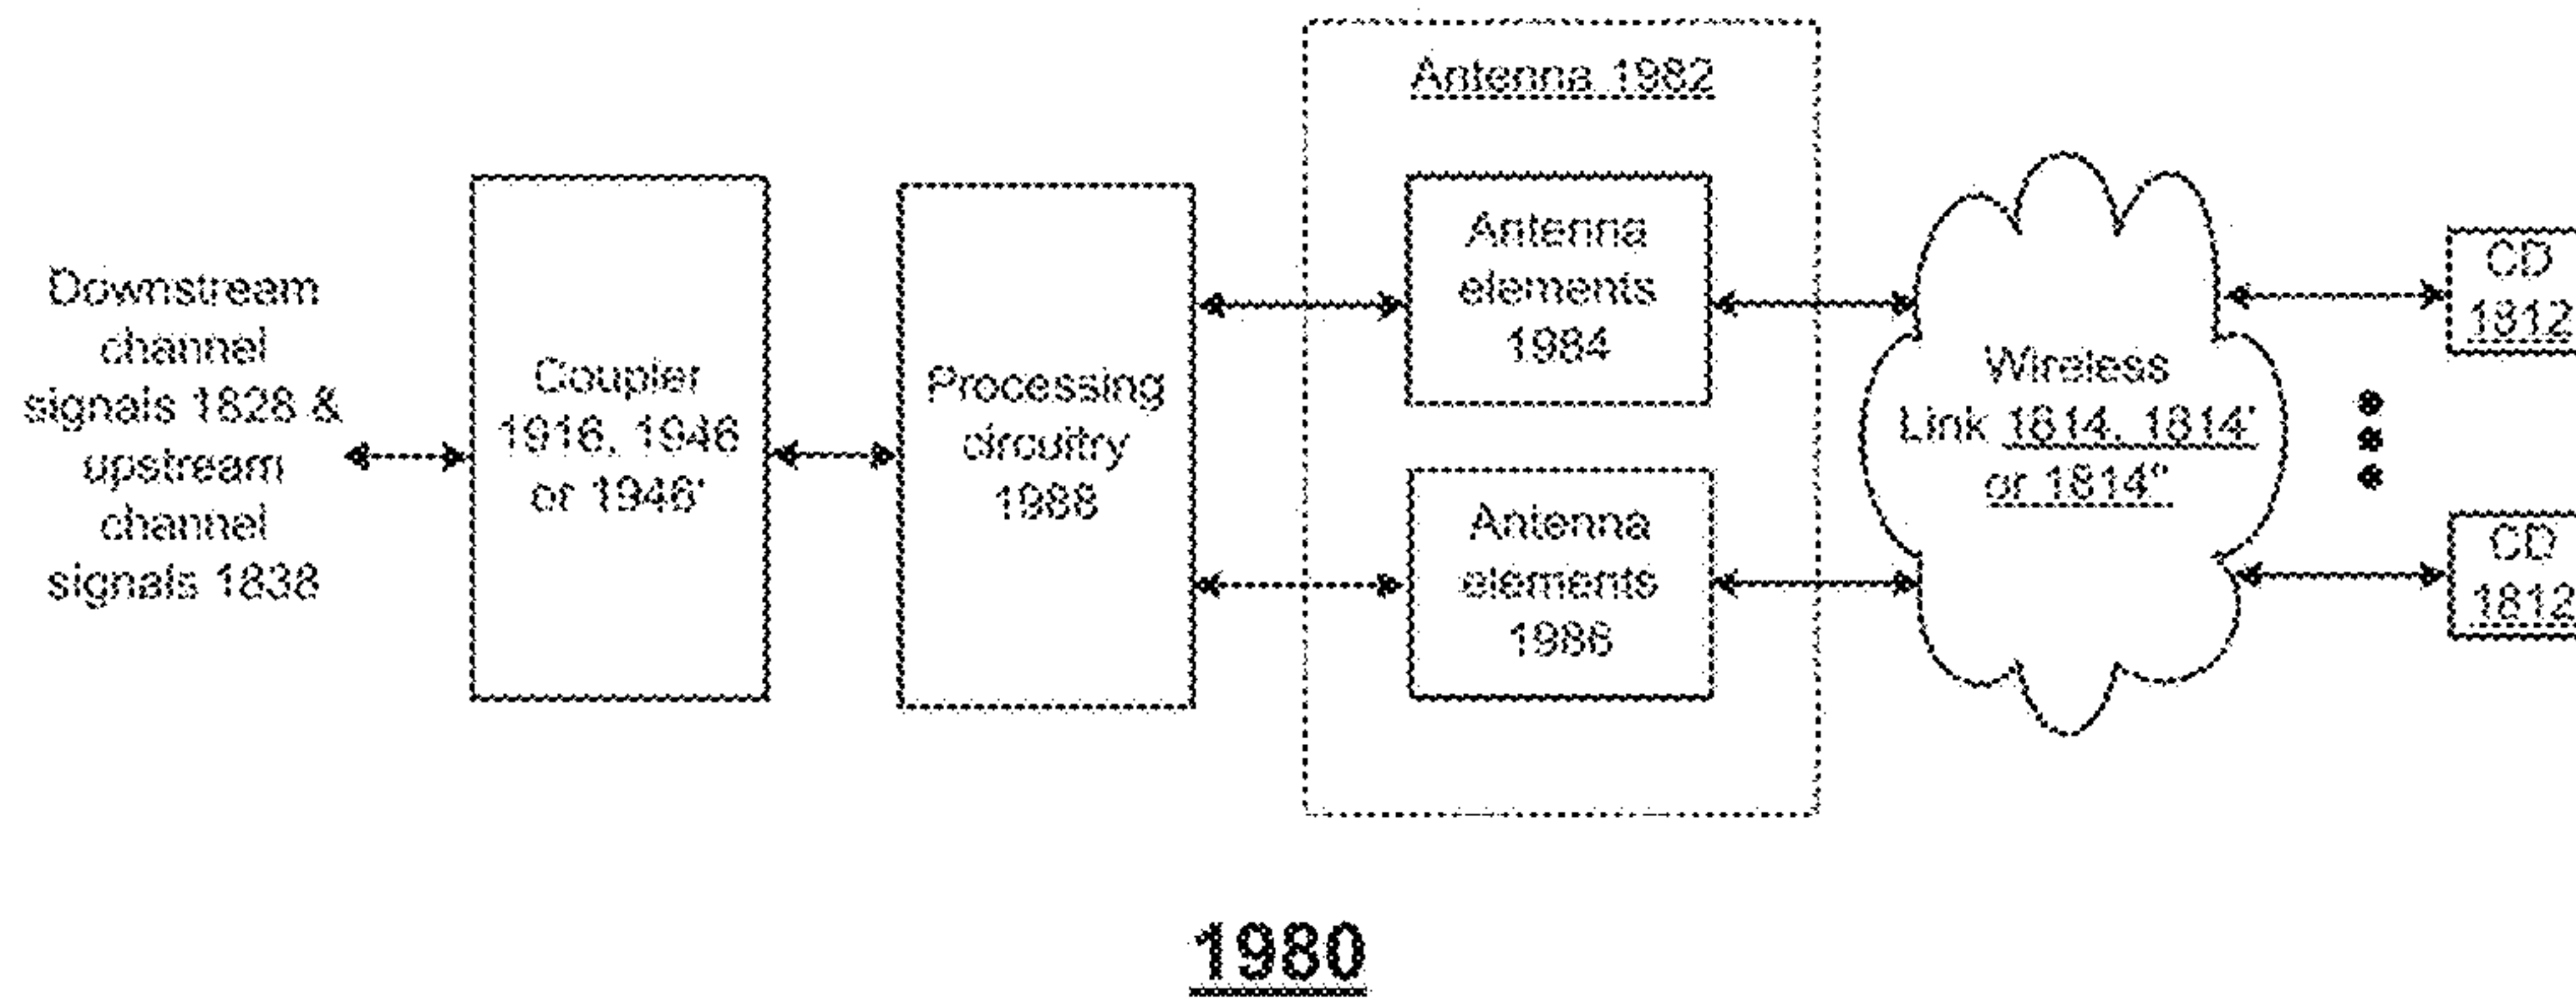 Downstream
channel
signals 1828 &
upstream
channel
signals 1838
Coupler
1916, 1946
or 1946'
Processing
circuitry
1988
Antenna 1982
Antenna
elements
1984
Antenna
elements
1986
Wireless
Link 1814, 1814'
or 1814"
CD
1812
CD
1812
1980